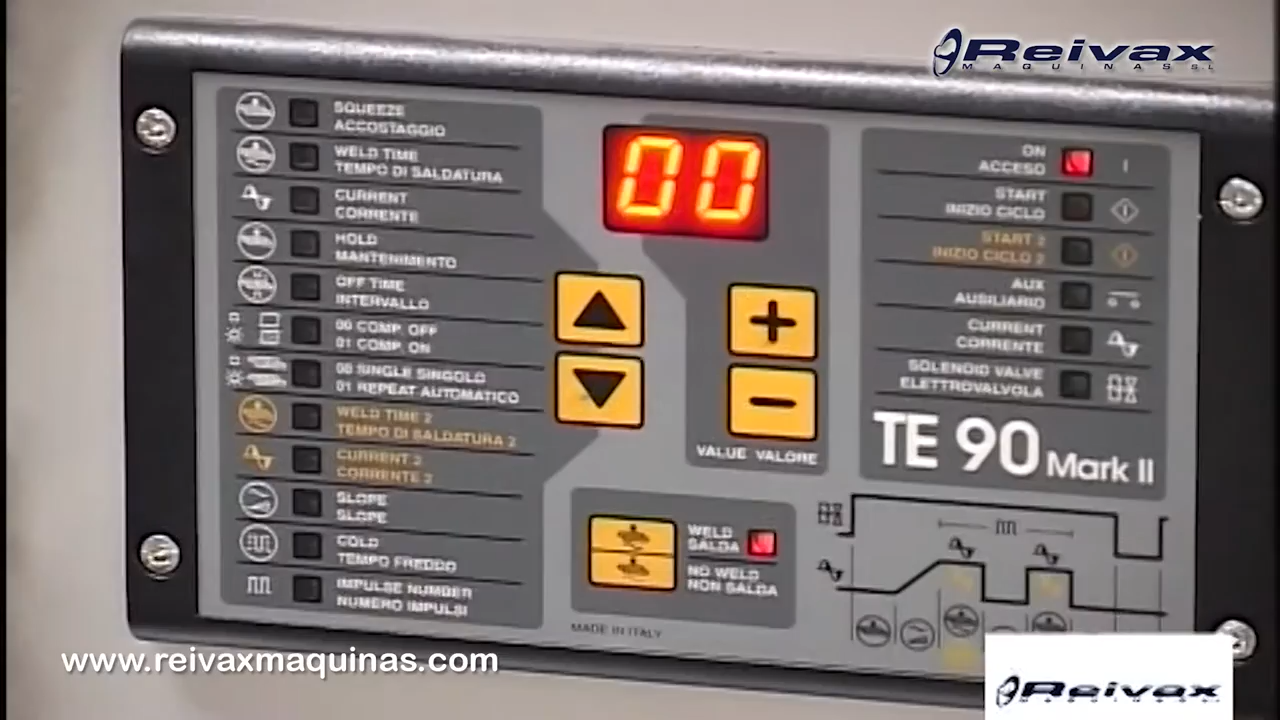 Reivax
MAQUINAS SL
SQUEEZE
ACCOSTAGGIO
WELD TIME
TEMPO DI SALDATURA
CURRENT
CORRENTE
HOLD
MANTENIMENTO
OFF TIME
INTERVALLO
00 COMP. OFF
01 COMP. ON
00 SINGLE SINGOLO
01 REPEAT AUTOMATICO
WELD TIME 2
TEMPO DI SALDATURA 2
CURRENT 2
CORRENTE 2
SLOPE
SLOPE
COLD
TEMPO FREDDO
IMPULSE NUMBER
NUMERO IMPULSI
00
VALUE VALORE
WELD
SALDA
NO WELD
NON SALDA
MADE IN ITALY
ON
ACCESO
START
INIZIO CICLO
START 2
INIZIO CICLO 2
AUX
AUSILIARIO
CURRENT
CORRENTE
SOLENOID VALVE
ELETTROVALVOLA
TE 90 Mark II
www.reivaxmaquinas.com
Reivax